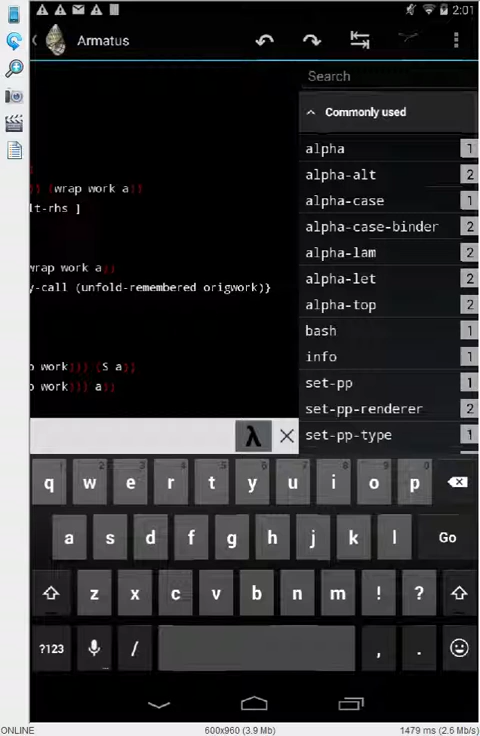 2:01
Armatus
Search
Commonly used
alpha 1
alpha-alt 2
alpha-case 1
alpha-case-binder 2
alpha-lam 2
alpha-let 2
alpha-top 2
bash 1
info 1
set-pp 1
set-pp-renderer 2
set-pp-type 1
)
)) (wrap work a))
lt-rhs ]
wrap work a))
y-call (unfold-remembered origwork)}
o work))) (S a))
o work))) a))
λ
q w e r t y u i o p
a s d f g h j k l Go
z x c v b n m ! ?
?123 / , .
ONLINE 600x960 (3.9 Mb) 1479 ms (2.6 Mb/s)